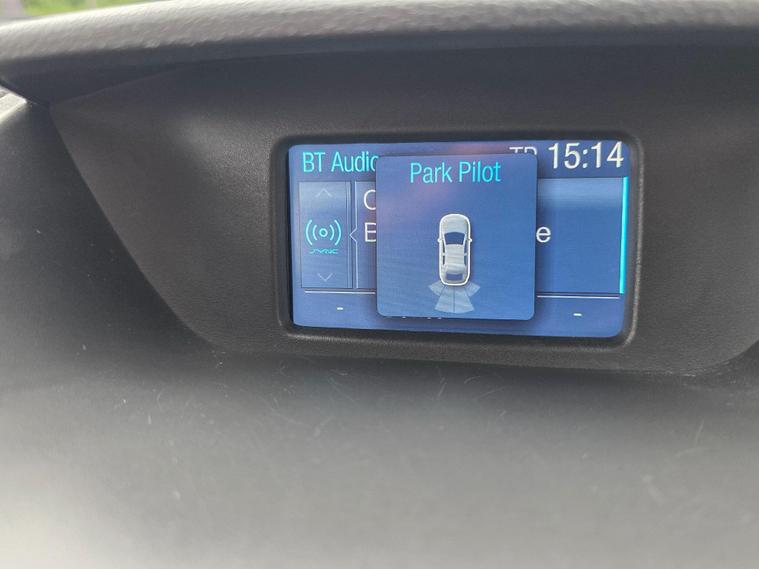 BT Audio
TP 15:14
Park Pilot
SYNC